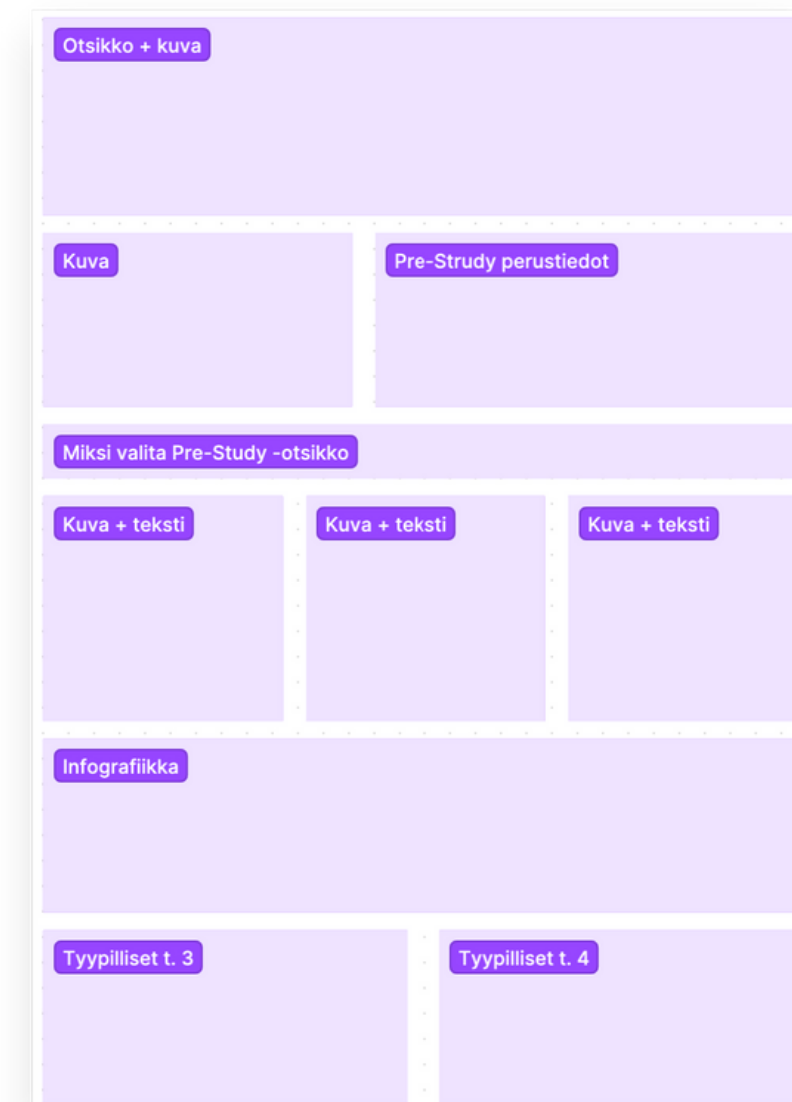 Otsikko + kuva
Kuva
Pre-Strudy perustiedot
Miksi valita Pre-Study -otsikko
Kuva + teksti
Kuva + teksti
Kuva + teksti
Infografiikka
Tyypilliset t. 3
Tyypilliset t. 4